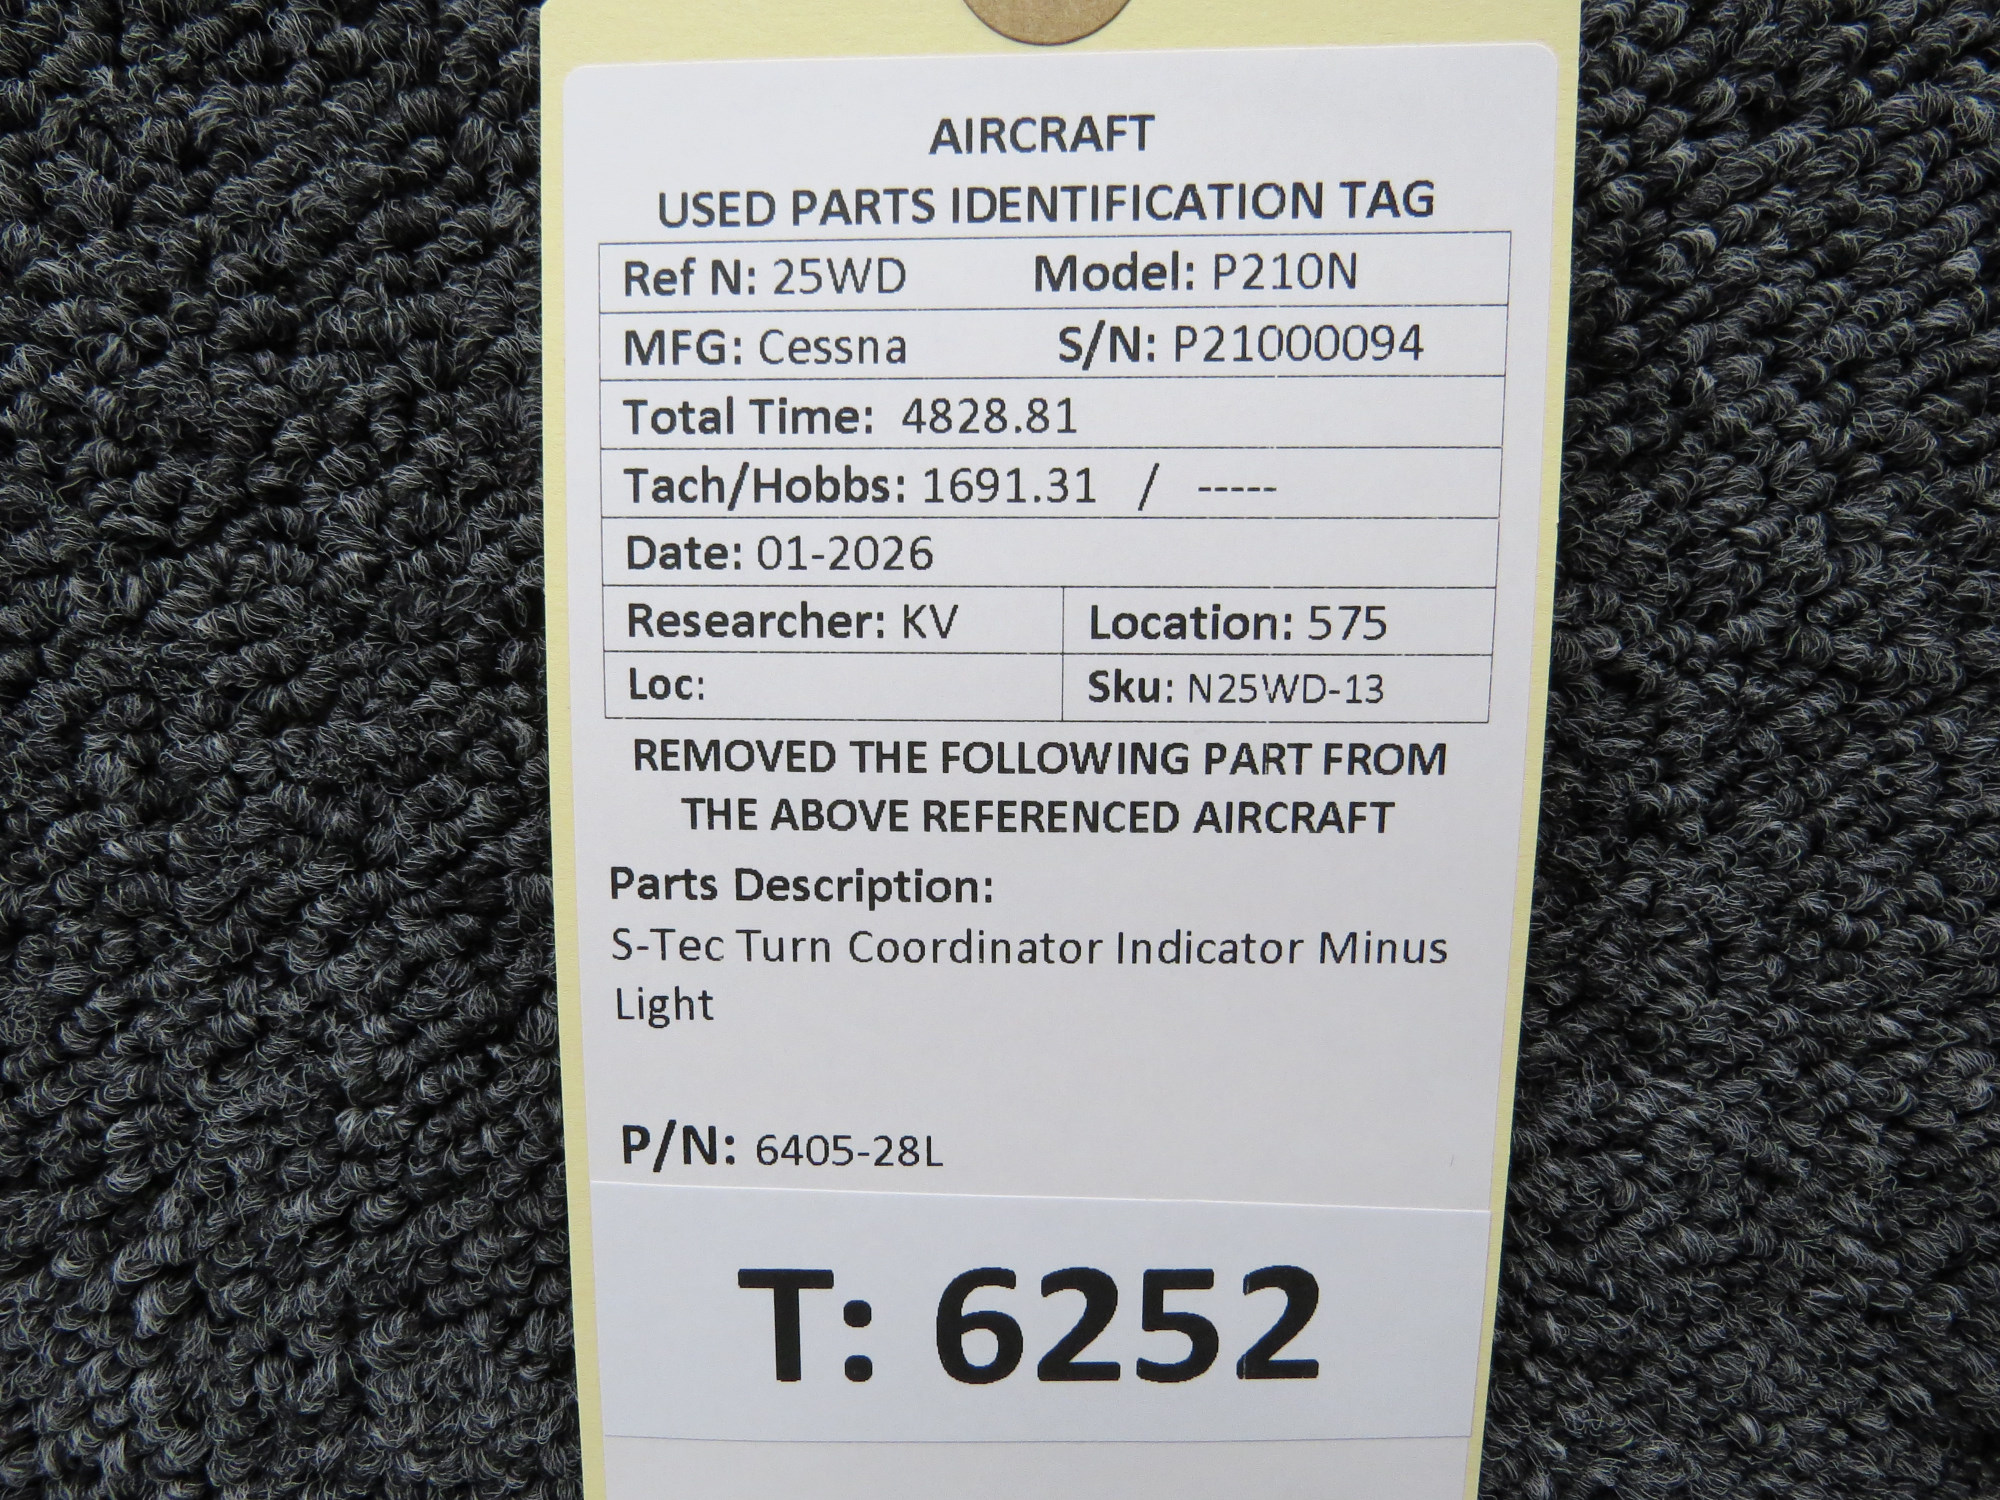 AIRCRAFT
USED PARTS IDENTIFICATION TAG
Ref N: 25WD Model: P210N
MFG: Cessna S/N: P21000094
Total Time: 4828.81
Tach/Hobbs: 1691.31 / -----
Date: 01-2026
Researcher: KV Location: 575
Loc: Sku: N25WD-13
REMOVED THE FOLLOWING PART FROM
THE ABOVE REFERENCED AIRCRAFT
Parts Description:
S-Tec Turn Coordinator Indicator Minus
Light
P/N: 6405-28L
T: 6252